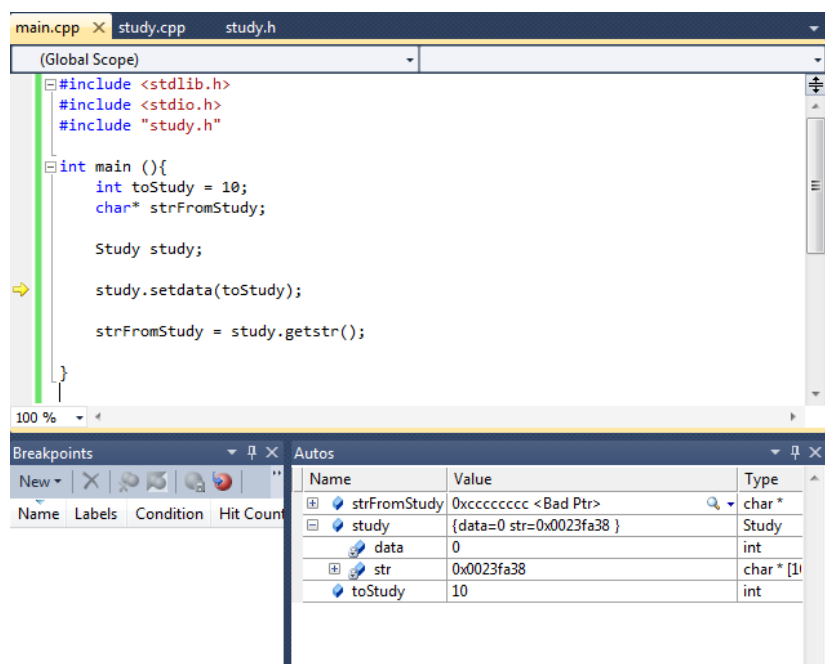 main.cpp × study.cpp study.h
(Global Scope)
#include <stdlib.h>
#include <stdio.h>
#include "study.h"
int main (){
int toStudy = 10;
char* strFromStudy;
Study study;
study.setdata(toStudy);
strFromStudy = study.getstr();
}
100 %
Breakpoints
New
Name Labels Condition Hit Count
Autos
Name Value Type
strFromStudy 0xcccccccc <Bad Ptr> char *
study {data=0 str=0x0023fa38 } Study
data 0 int
str 0x0023fa38 char * [1
toStudy 10 int